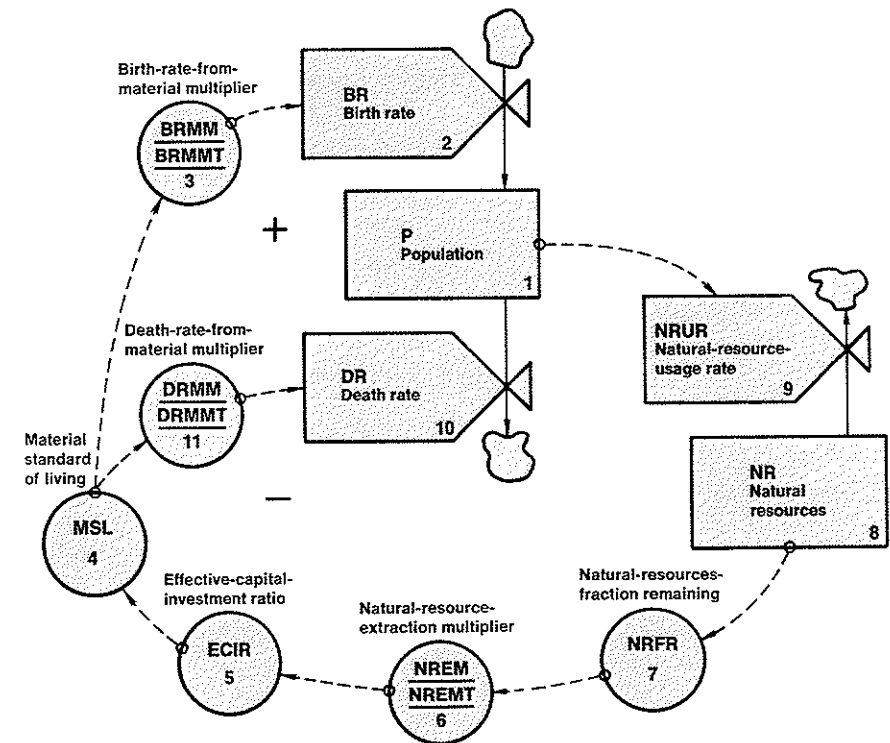 Birth-rate-from-
material multiplier
BRMM
BRMMT
3
BR
Birth rate
2
+
P
Population
1
Death-rate-from-
material multiplier
DRMM
DRMMT
11
DR
Death rate
10
NRUR
Natural-resource-
usage rate
9
Material
standard
of living
MSL
4
−
NR
Natural
resources
8
Effective-capital-
investment ratio
ECIR
5
Natural-resource-
extraction multiplier
NREM
NREMT
6
Natural-resources-
fraction remaining
NRFR
7